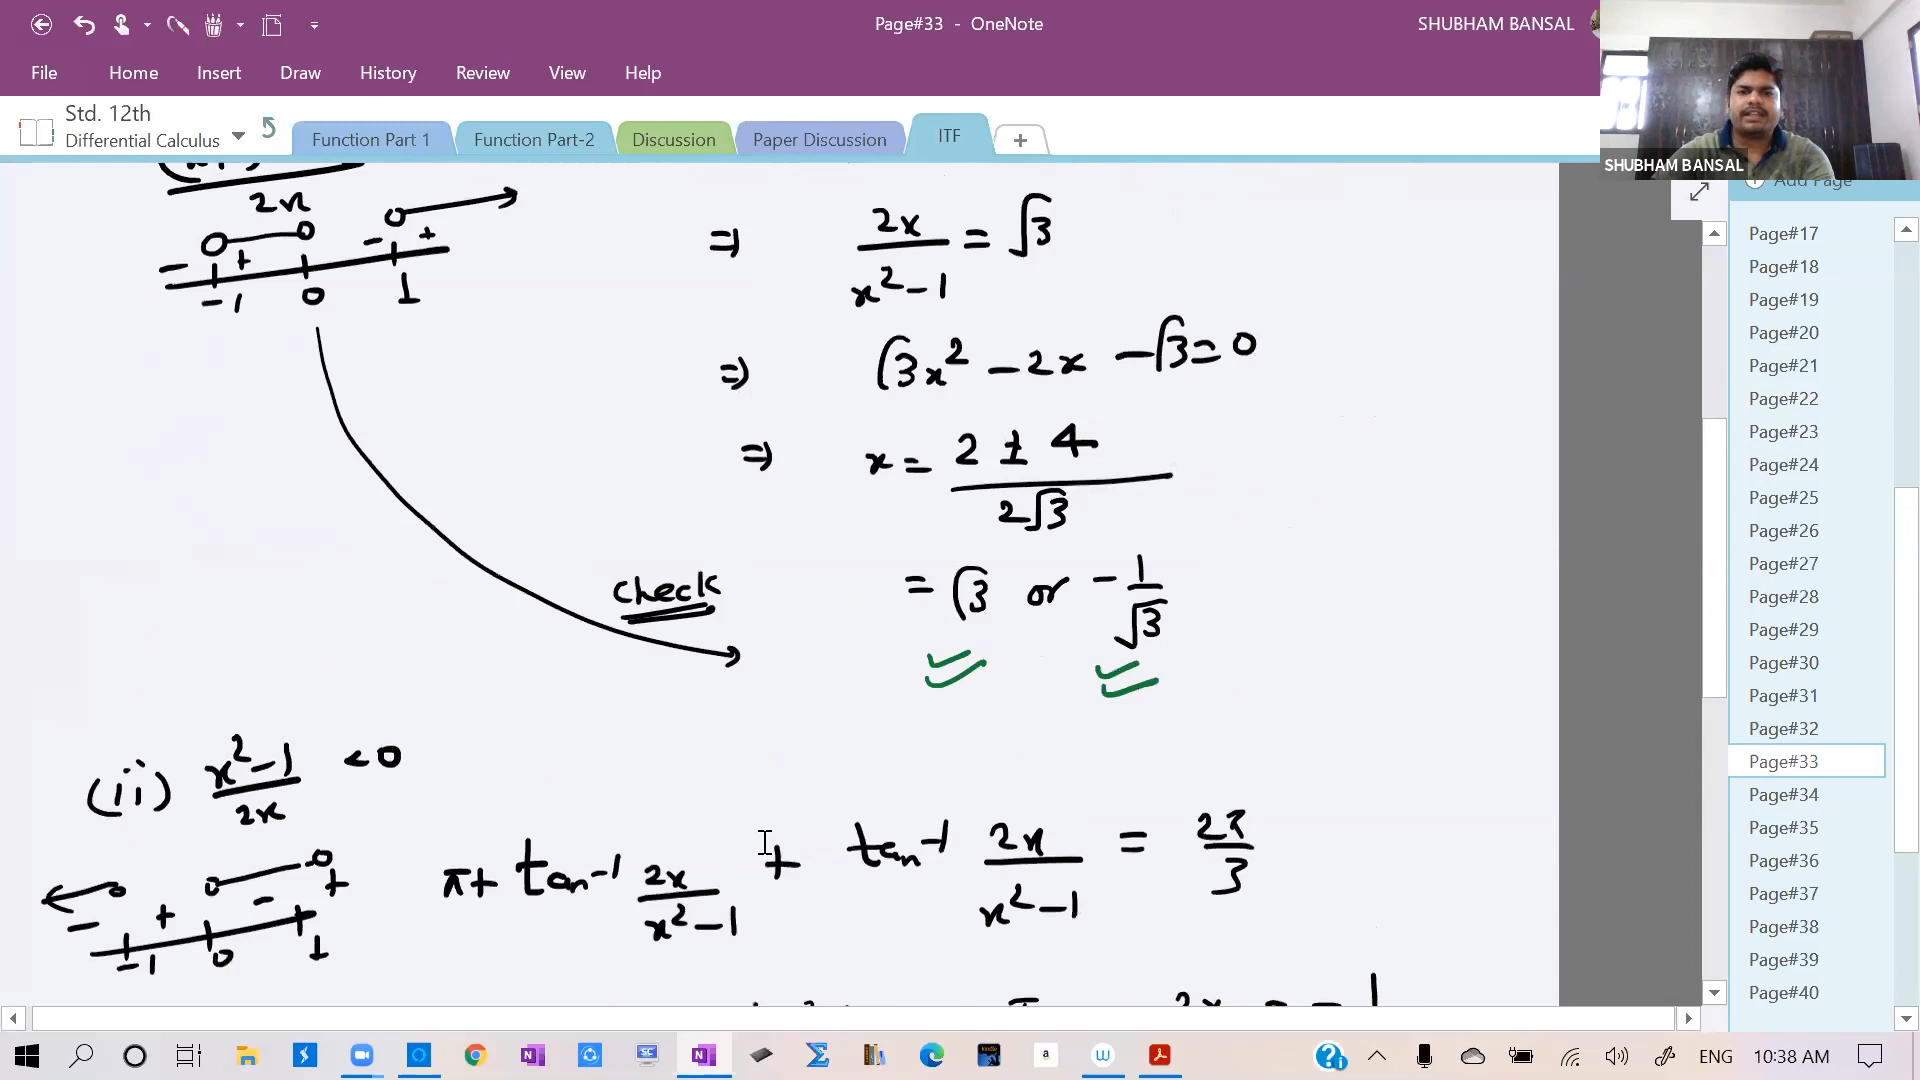 Page#33 - OneNote
SHUBHAM BANSAL
File Home Insert Draw History Review View Help
Std. 12th
Differential Calculus
Function Part 1 Function Part-2 Discussion Paper Discussion ITF +
SHUBHAM BANSAL
Add Page
2x
- + - +
-1 0 1
⇒ 2x/(x²-1) = √3
⇒ √3x² - 2x - √3 = 0
⇒ x = (2 ± 4)/(2√3)
check
= √3 or -1/√3
(ii) (x²-1)/2x < 0
- + - +
-1 0 1
π + tan⁻¹ 2x/(x²-1) + tan⁻¹ 2x/(x²-1) = 2π/3
Page#17
Page#18
Page#19
Page#20
Page#21
Page#22
Page#23
Page#24
Page#25
Page#26
Page#27
Page#28
Page#29
Page#30
Page#31
Page#32
Page#33
Page#34
Page#35
Page#36
Page#37
Page#38
Page#39
Page#40
ENG 10:38 AM